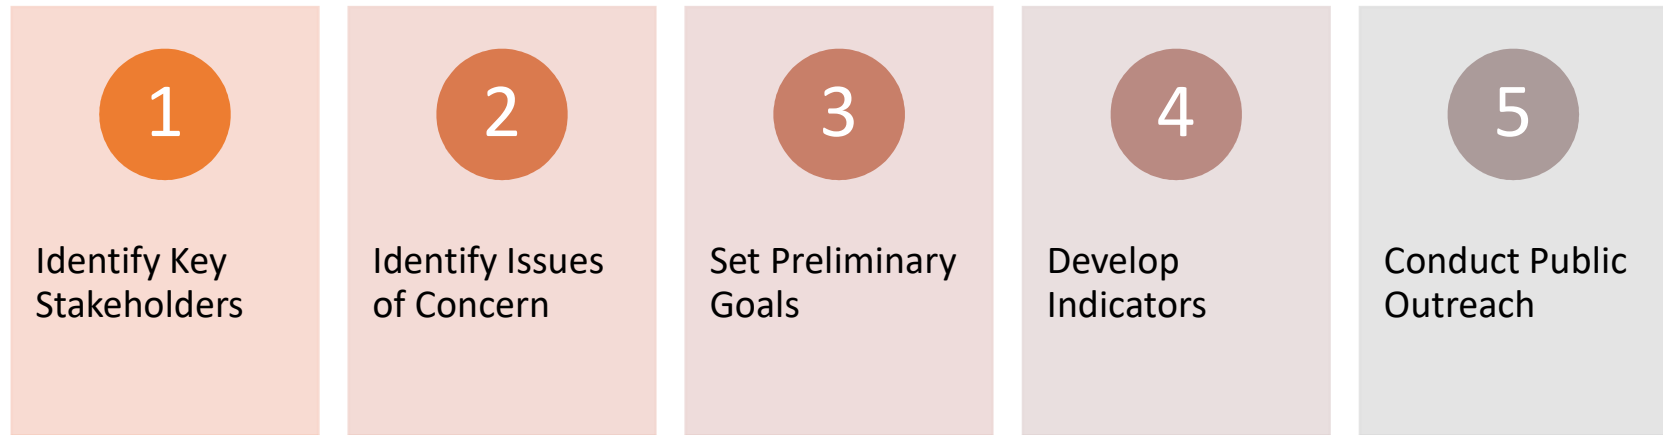 1
Identify Key
Stakeholders
2
Identify Issues
of Concern
3
Set Preliminary
Goals
4
Develop
Indicators
5
Conduct Public
Outreach